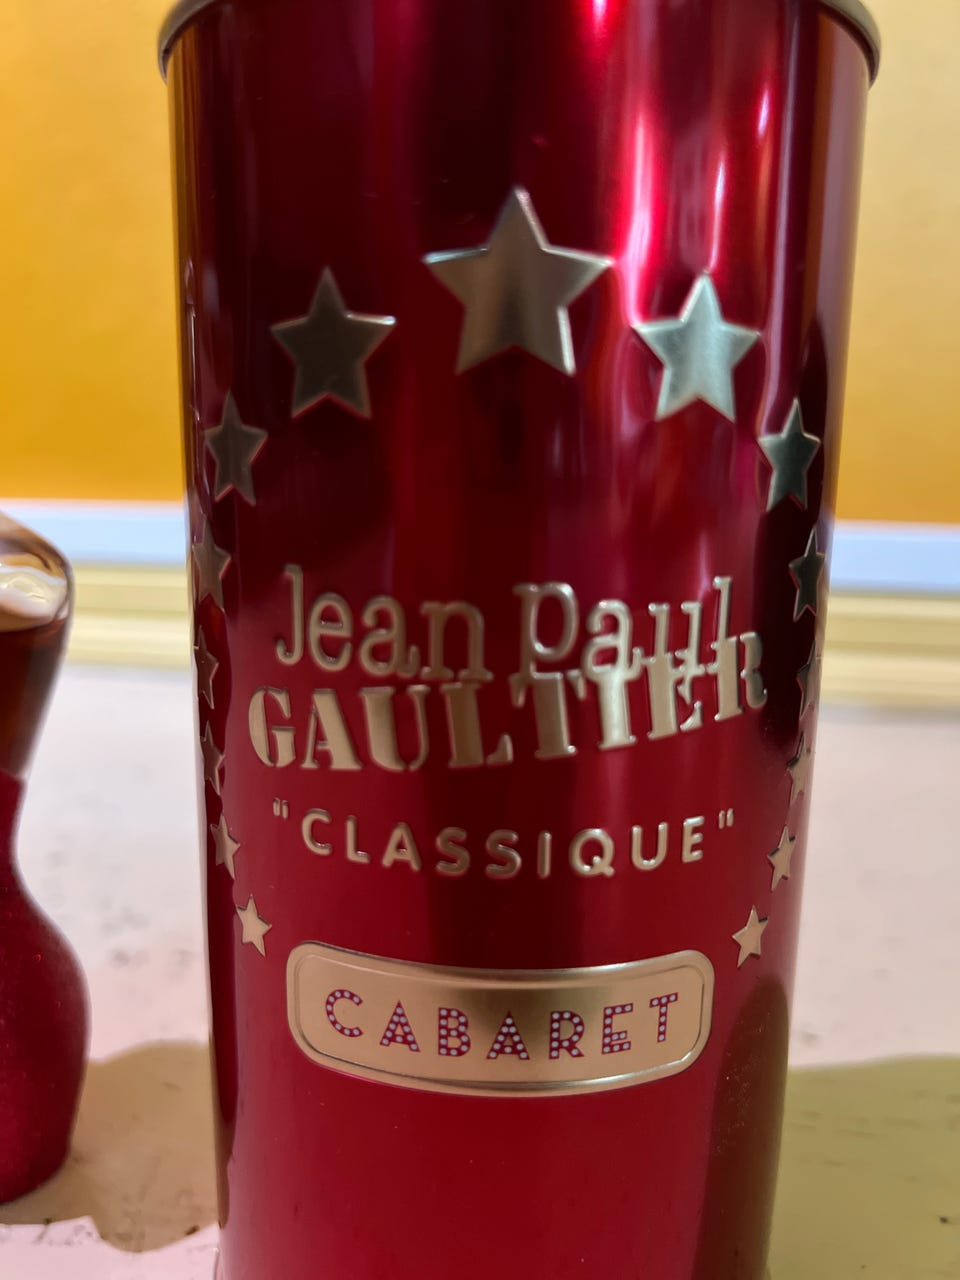 Jean Paul
GAULTIER
"CLASSIQUE"
CABARET